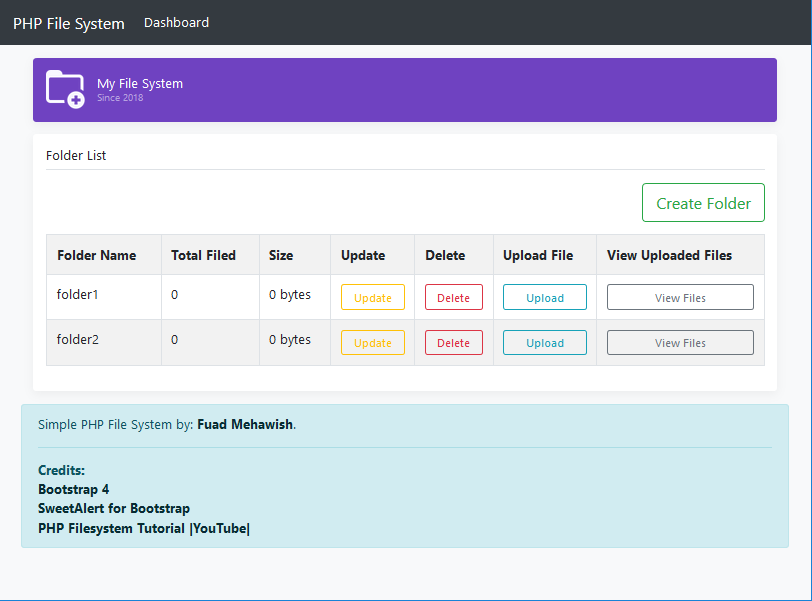 PHP File System Dashboard
My File System
Since 2018
Folder List
Create Folder
Folder Name Total Filed Size Update Delete Upload File View Uploaded Files
folder1 0 0 bytes Update Delete Upload View Files
folder2 0 0 bytes Update Delete Upload View Files
Simple PHP File System by: Fuad Mehawish.
Credits:
Bootstrap 4
SweetAlert for Bootstrap
PHP Filesystem Tutorial |YouTube|